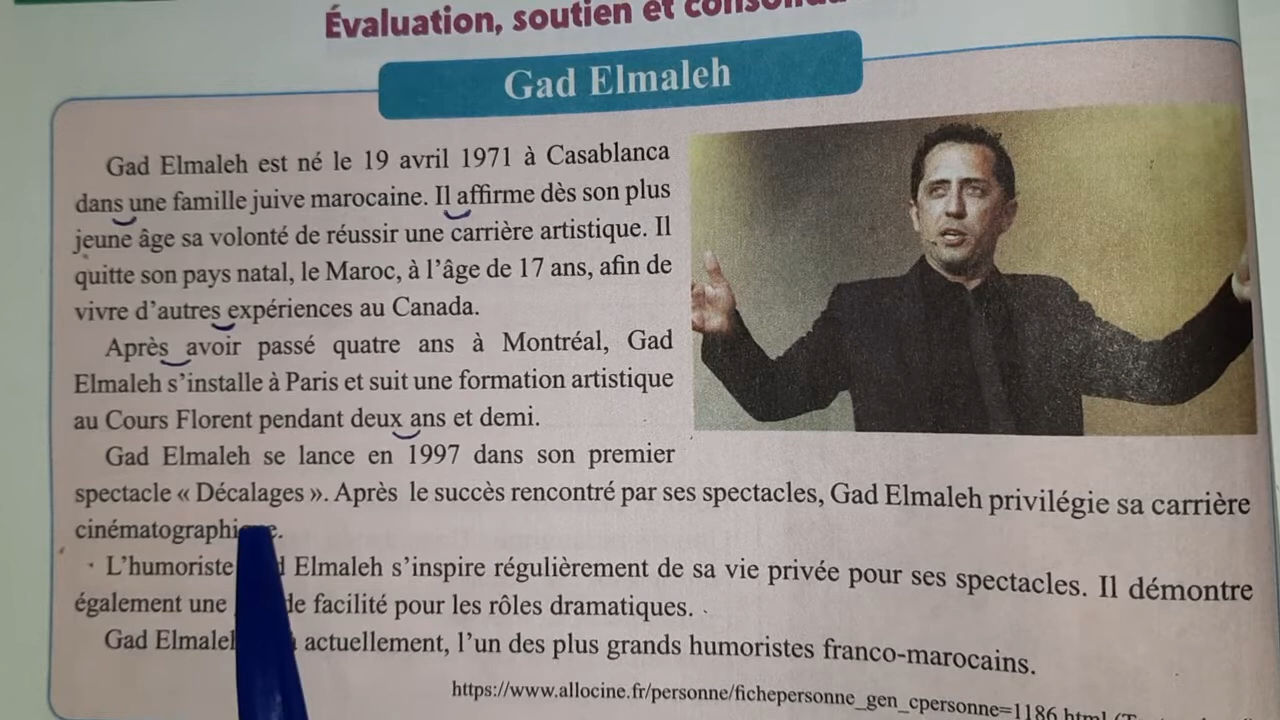 Évaluation, soutien et
Gad Elmaleh
Gad Elmaleh est né le 19 avril 1971 à Casablanca
dans une famille juive marocaine. Il affirme dès son plus
jeune âge sa volonté de réussir une carrière artistique. Il
quitte son pays natal, le Maroc, à l’âge de 17 ans, afin de
vivre d’autres expériences au Canada.
Après avoir passé quatre ans à Montréal, Gad
Elmaleh s’installe à Paris et suit une formation artistique
au Cours Florent pendant deux ans et demi.
Gad Elmaleh se lance en 1997 dans son premier
spectacle « Décalages ». Après le succès rencontré par ses spectacles, Gad Elmaleh privilégie sa carrière
cinématographique.
L’humoriste Elmaleh s’inspire régulièrement de sa vie privée pour ses spectacles. Il démontre
également une facilité pour les rôles dramatiques.
Gad Elmaleh actuellement, l’un des plus grands humoristes franco-marocains.
https://www.allocine.fr/personne/fichepersonne_gen_cpersonne=1186.html